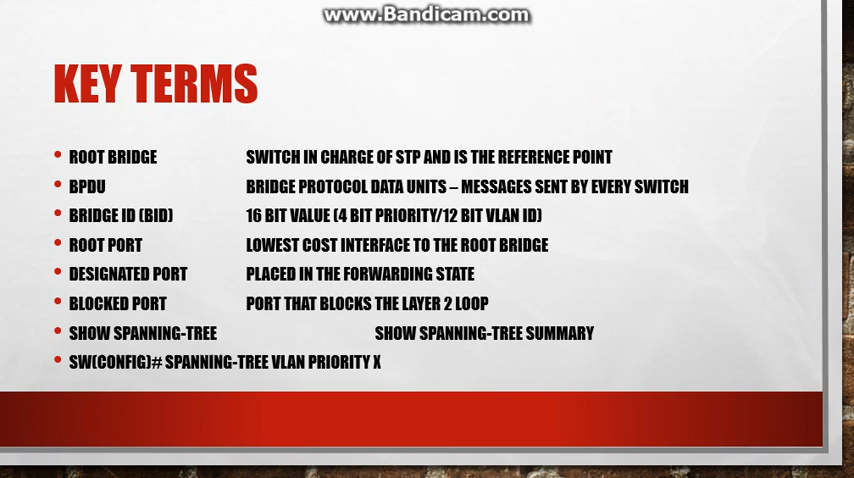 www.Bandicam.com
KEY TERMS
• ROOT BRIDGE SWITCH IN CHARGE OF STP AND IS THE REFERENCE POINT
• BPDU BRIDGE PROTOCOL DATA UNITS – MESSAGES SENT BY EVERY SWITCH
• BRIDGE ID (BID) 16 BIT VALUE (4 BIT PRIORITY/12 BIT VLAN ID)
• ROOT PORT LOWEST COST INTERFACE TO THE ROOT BRIDGE
• DESIGNATED PORT PLACED IN THE FORWARDING STATE
• BLOCKED PORT PORT THAT BLOCKS THE LAYER 2 LOOP
• SHOW SPANNING-TREE SHOW SPANNING-TREE SUMMARY
• SW(CONFIG)# SPANNING-TREE VLAN PRIORITY X